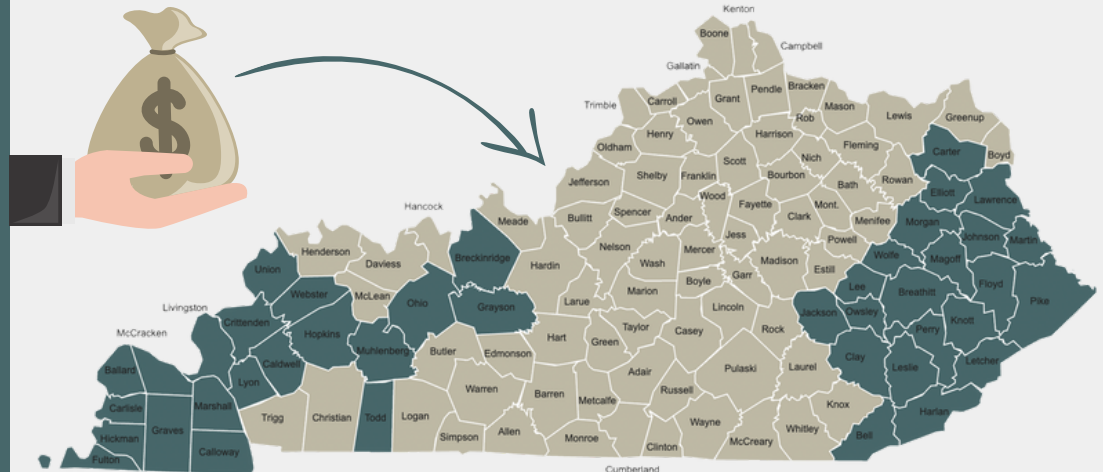 $
Kenton
Boone
Campbell
Gallatin
Pendle
Bracken
Grant
Carroll
Trimble
Mason
Lewis
Greenup
Owen
Rob
Henry
Harrison
Fleming
Oldham
Carter
Boyd
Nich
Scott
Shelby
Franklin
Bourbon
Jefferson
Rowan
Bath
Elliott
Lawrence
Wood
Fayette
Mont.
Hancock
Spencer
Bullitt
Ander
Clark
Menifee
Morgan
Meade
Jess
Powell
Johnson
Martin
Nelson
Mercer
Wolfe
Magoff
Henderson
Breckinridge
Daviess
Hardin
Wash
Madison
Garr
Estill
Union
Boyle
Floyd
Lee
Breathitt
Marion
Webster
McLean
Ohio
Grayson
Larue
Lincoln
Pike
Livingston
Jackson
Owsley
Knott
Crittenden
Taylor
Casey
Rock
Perry
McCracken
Hopkins
Hart
Green
Muhlenberg
Butler
Edmonson
Clay
Letcher
Caldwell
Adair
Pulaski
Laurel
Leslie
Ballard
Lyon
Warren
Barren
Russell
Metcalfe
Carlisle
Marshall
Knox
Harlan
Trigg
Christian
Todd
Logan
Wayne
Graves
Allen
Whitley
Hickman
Simpson
Monroe
McCreary
Bell
Calloway
Clinton
Fulton
Cumberland